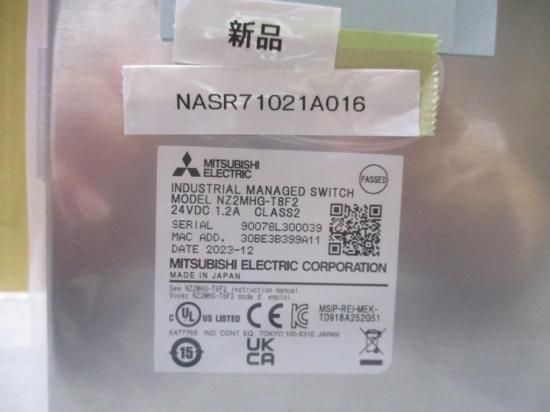 新品
NASR71021A016
MITSUBISHI
ELECTRIC
PASSED
INDUSTRIAL MANAGED SWITCH
MODEL NZ2MHG-T8F2
24VDC 1.2A CLASS2
SERIAL 90078L300039
MAC ADD. 30BE3B399A11
DATE 2023-12
MITSUBISHI ELECTRIC CORPORATION
MADE IN JAPAN
See NZ2MHG-T8F2 instruction manual.
Voyez NZ2MHG-T8F2 mode d'emploi.
C UL US LISTED CE KC MSIP-REI-MEK-
TD918A252G51
E477765 IND. CONT. EQ. TOKYO 100-8310, JAPAN
15
UK
CA